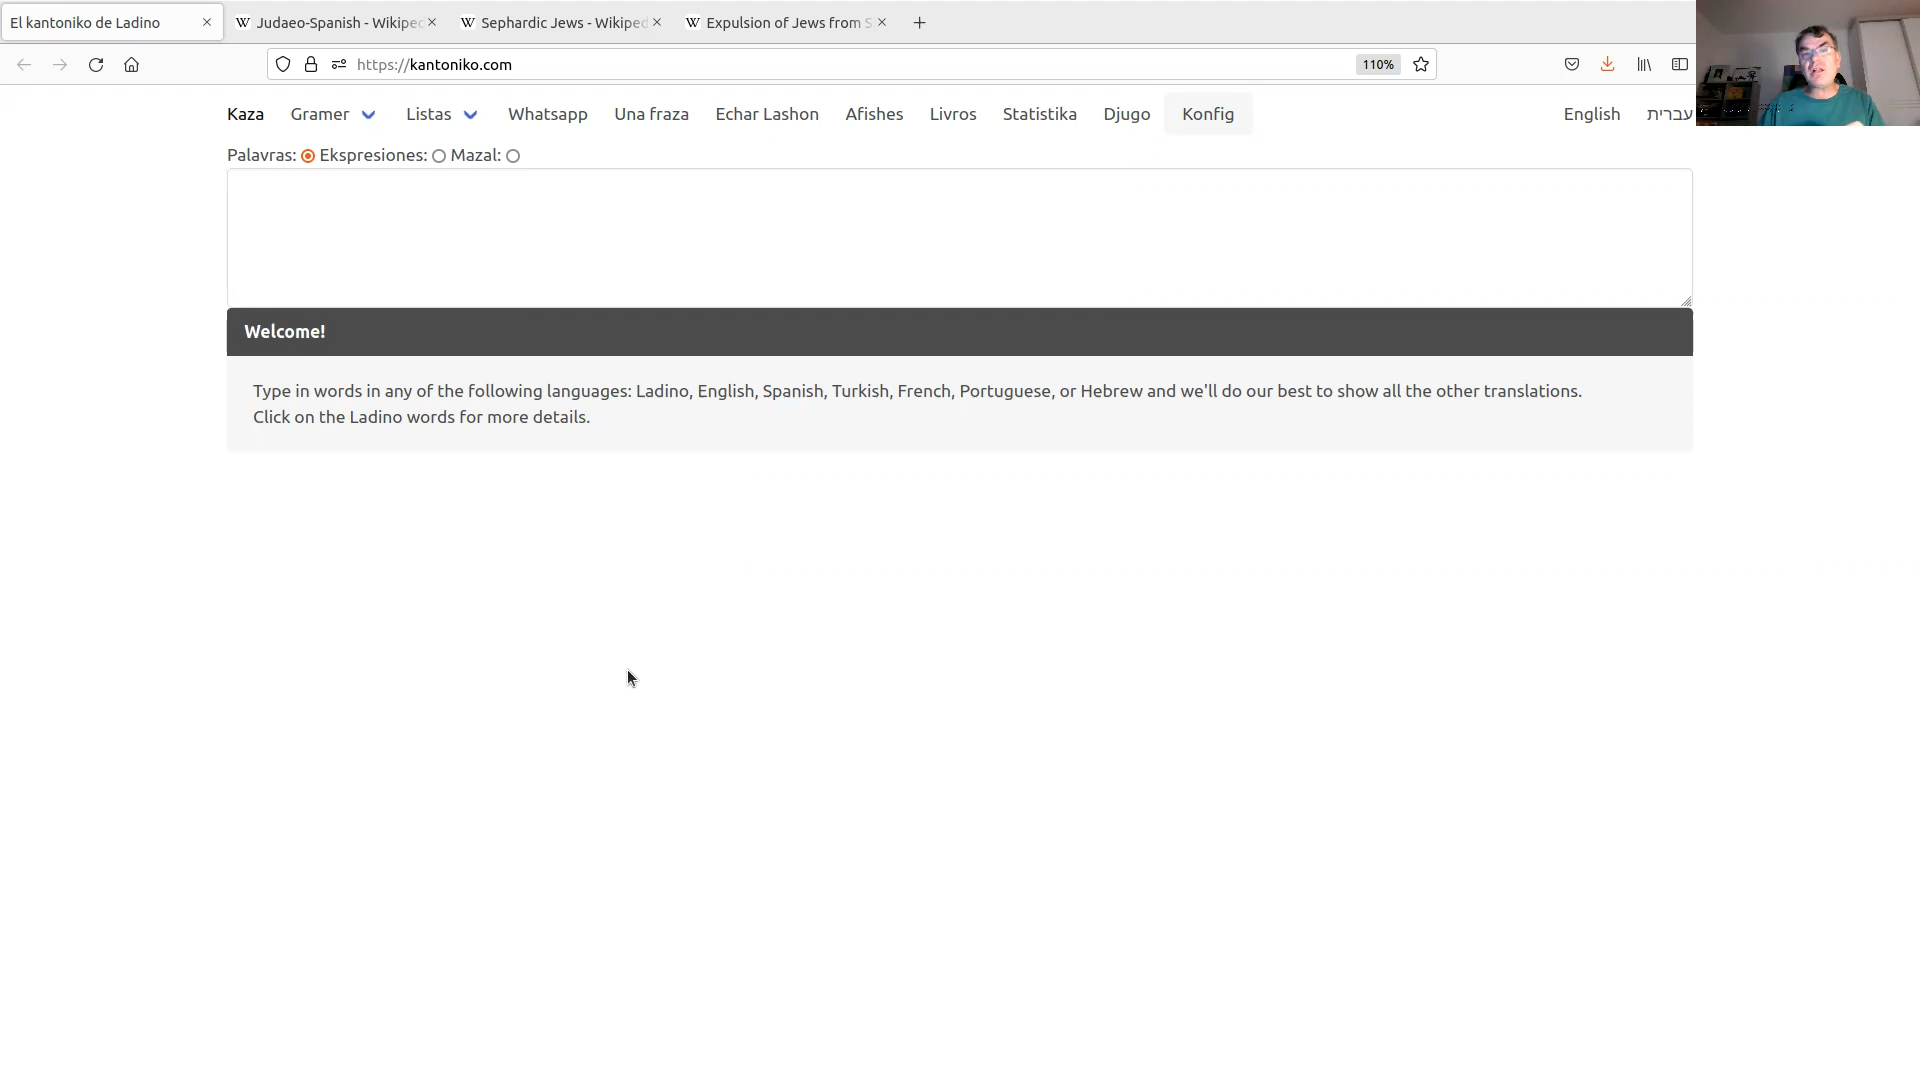 El kantoniko de Ladino
Judaeo-Spanish - Wikiped
Sephardic Jews - Wikiped
Expulsion of Jews from S
https://kantoniko.com
110%
Kaza Gramer Listas Whatsapp Una fraza Echar Lashon Afishes Livros Statistika Djugo Konfig English עברית
Palavras: Ekspresiones: Mazal:
Welcome!
Type in words in any of the following languages: Ladino, English, Spanish, Turkish, French, Portuguese, or Hebrew and we'll do our best to show all the other translations.
Click on the Ladino words for more details.